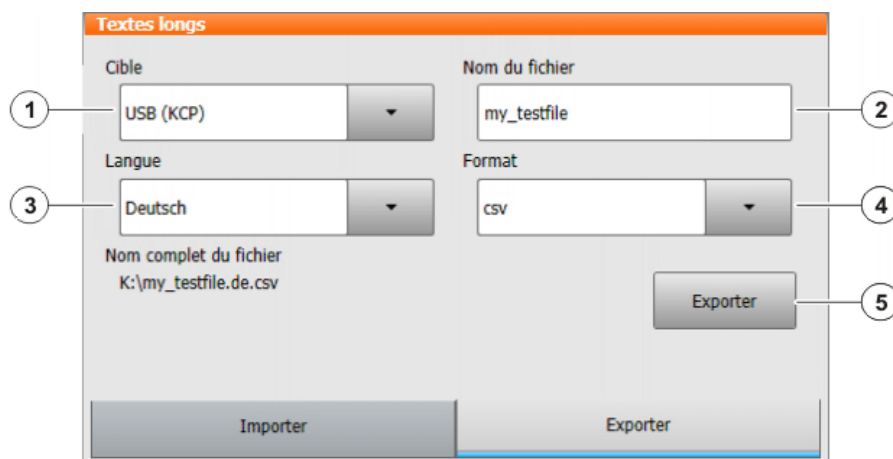 Textes longs
Cible
Nom du fichier
1
USB (KCP)
my_testfile
2
Langue
Format
3
Deutsch
csv
4
Nom complet du fichier
K:\my_testfile.de.csv
Exporter
5
Importer
Exporter